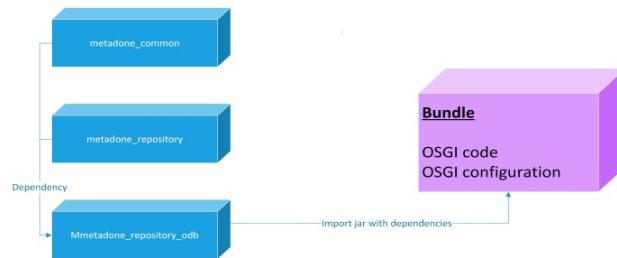 metadone_common
Bundle
metadone_repository
OSGI code
OSGI configuration
Dependency
Mmetadone_repository_odb
Import jar with dependencies